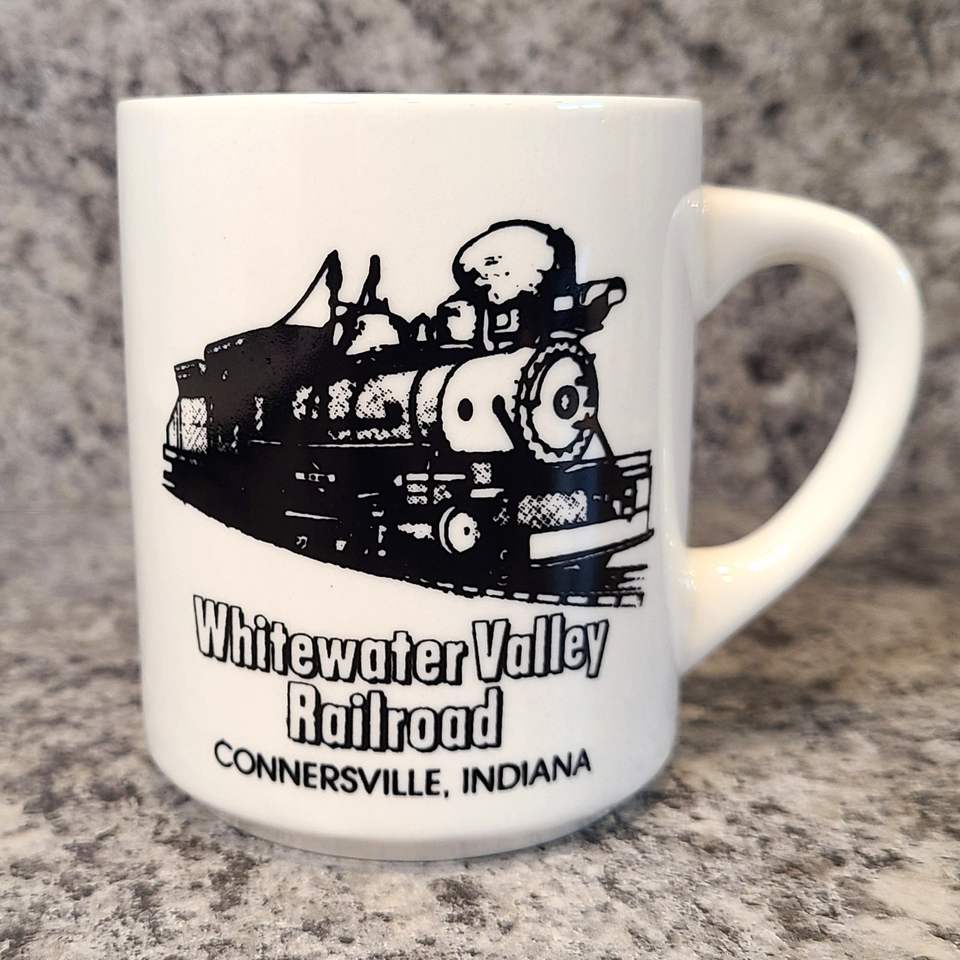 Whitewater Valley
Railroad
CONNERSVILLE, INDIANA